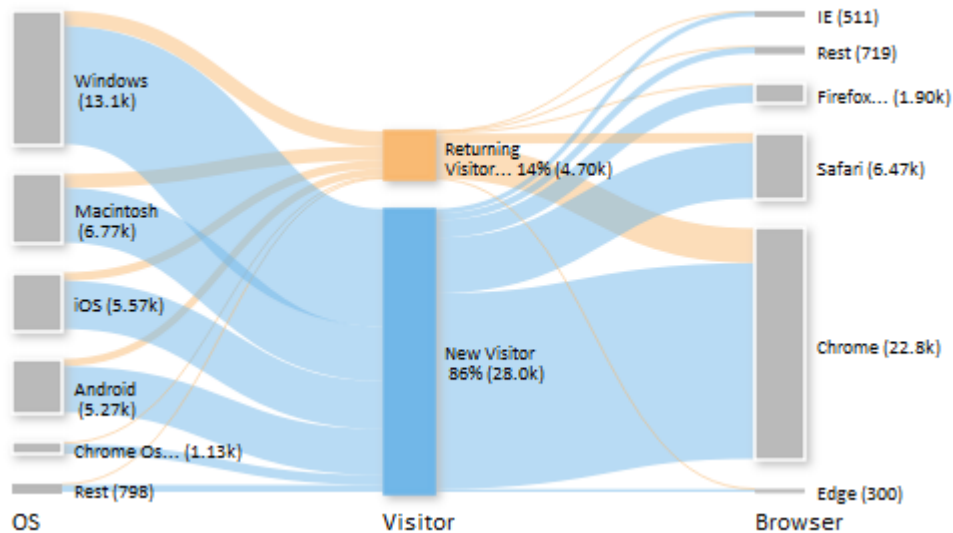 Windows
(13.1k)
Macintosh
(6.77k)
iOS (5.57k)
Android
(5.27k)
Chrome Os... (1.13k)
Rest (798)
OS
Returning
Visitor... 14% (4.70k)
New Visitor
86% (28.0k)
Visitor
IE (511)
Rest (719)
Firefox... (1.90k)
Safari (6.47k)
Chrome (22.8k)
Edge (300)
Browser